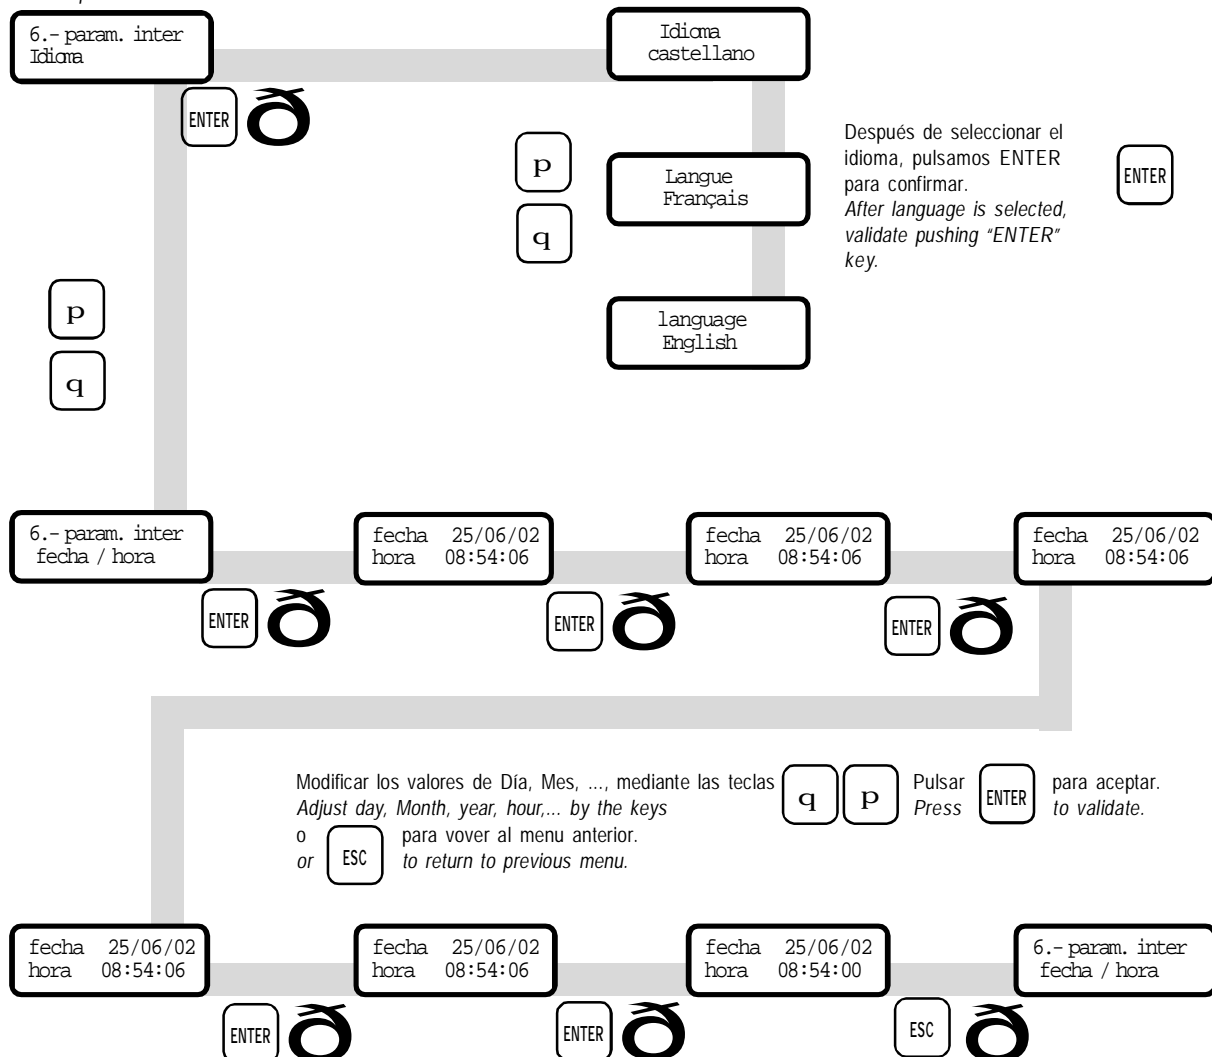 6.- param. inter
Idioma
Idioma
castellano
ENTER ð
p
q
Langue
Français
Después de seleccionar el
idioma, pulsamos ENTER
para confirmar.
After language is selected,
validate pushing “ENTER”
key.
ENTER
language
English
p
q
6.- param. inter
fecha / hora
fecha 25/06/02
hora 08:54:06
fecha 25/06/02
hora 08:54:06
fecha 25/06/02
hora 08:54:06
ENTER ð
ENTER ð
ENTER ð
Modificar los valores de Día, Mes, ..., mediante las teclas q p Pulsar ENTER para aceptar.
Adjust day, Month, year, hour,... by the keys Press to validate.
o ESC para vover al menu anterior.
or to return to previous menu.
fecha 25/06/02
hora 08:54:06
fecha 25/06/02
hora 08:54:06
fecha 25/06/02
hora 08:54:00
6.- param. inter
fecha / hora
ENTER ð
ENTER ð
ESC ð